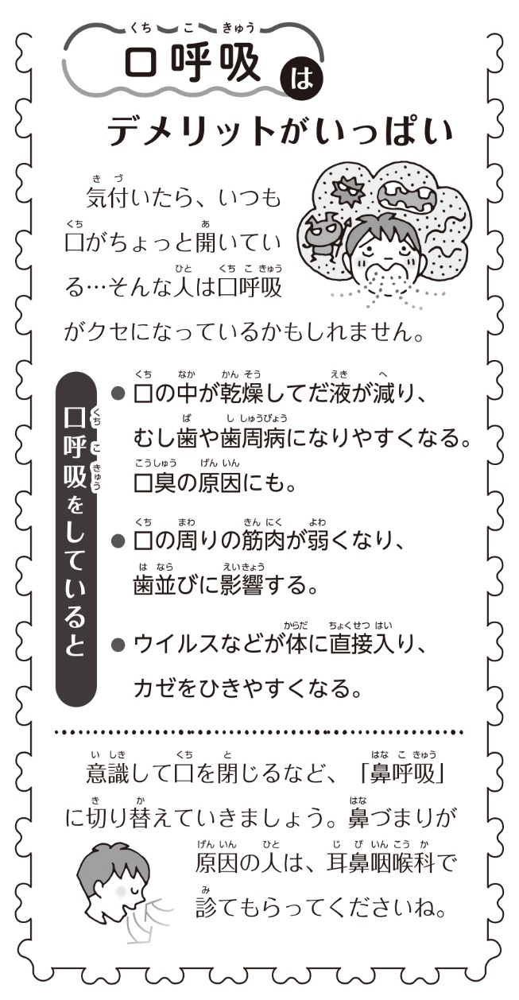 口呼吸は
デメリットがいっぱい
気付いたら、いつも
口がちょっと開いてい
る…そんな人は口呼吸
がクセになっているかもしれません。
口呼吸をしていると
●口の中が乾燥してだ液が減り、
むし歯や歯周病になりやすくなる。
口臭の原因にも。
●口の周りの筋肉が弱くなり、
歯並びに影響する。
●ウイルスなどが体に直接入り、
カゼをひきやすくなる。
意識して口を閉じるなど、「鼻呼吸」
に切り替えていきましょう。鼻づまりが
原因の人は、耳鼻咽喉科で
診てもらってくださいね。